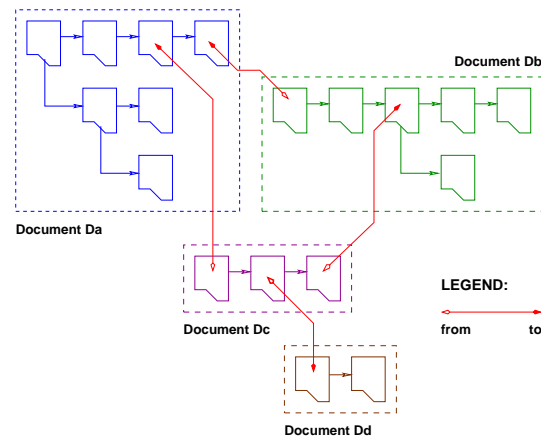 Document Db
Document Da
LEGEND:
Document Dc
from to
Document Dd